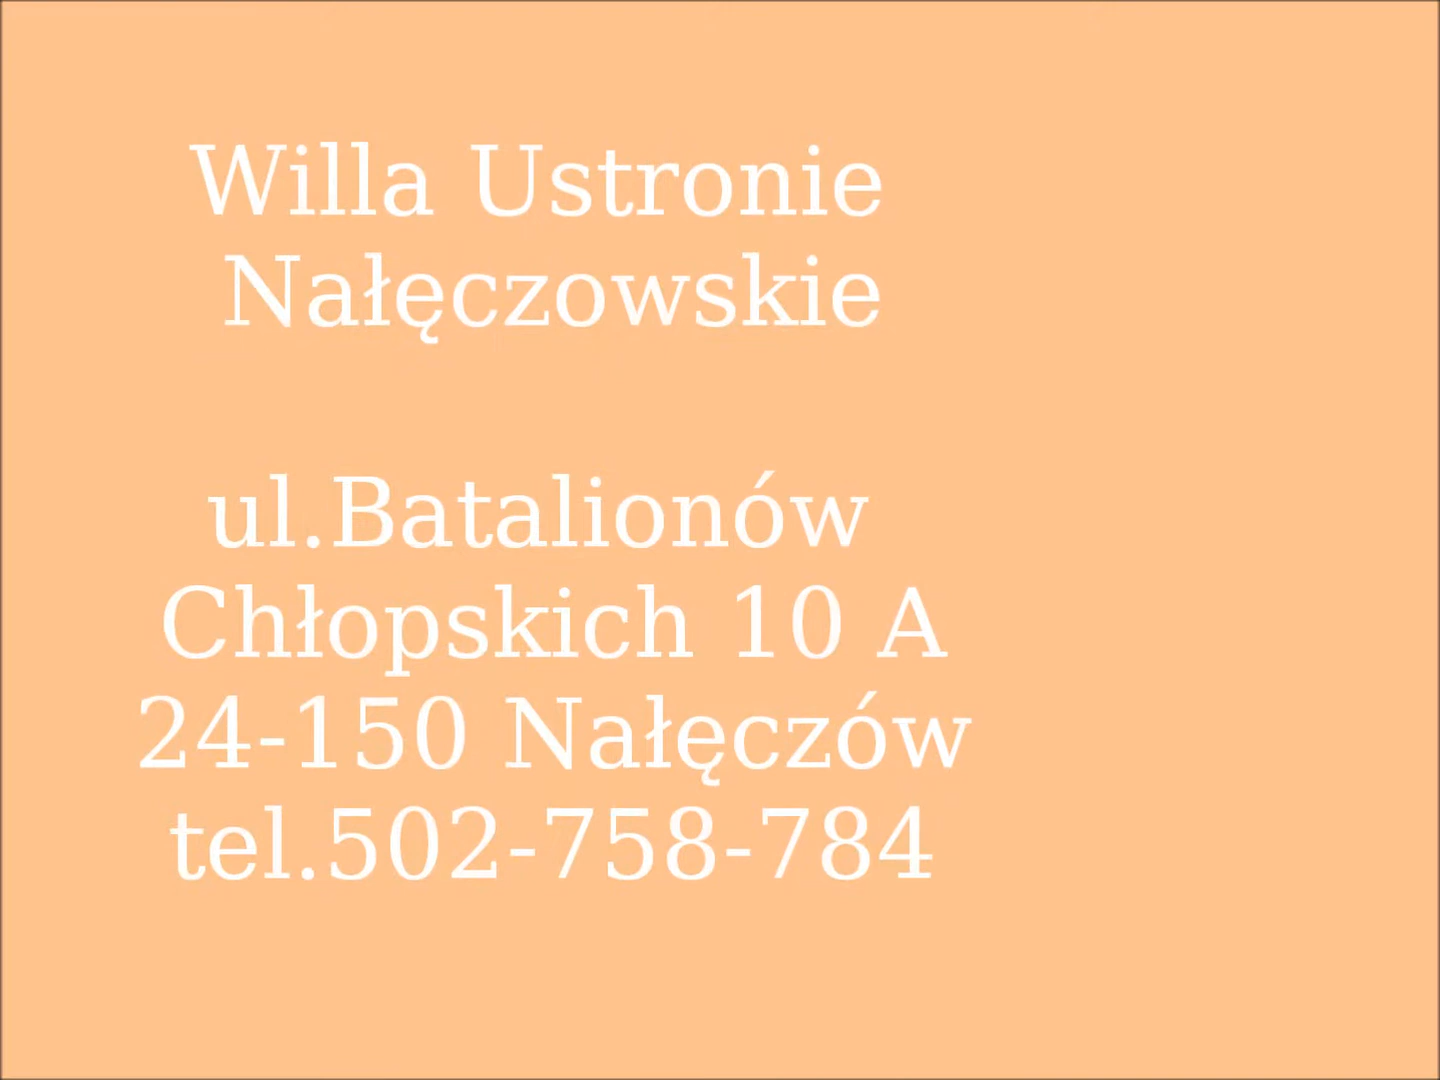 Willa Ustronie
Nałęczowskie
ul.Batalionów
Chłopskich 10 A
24-150 Nałęczów
tel.502-758-784